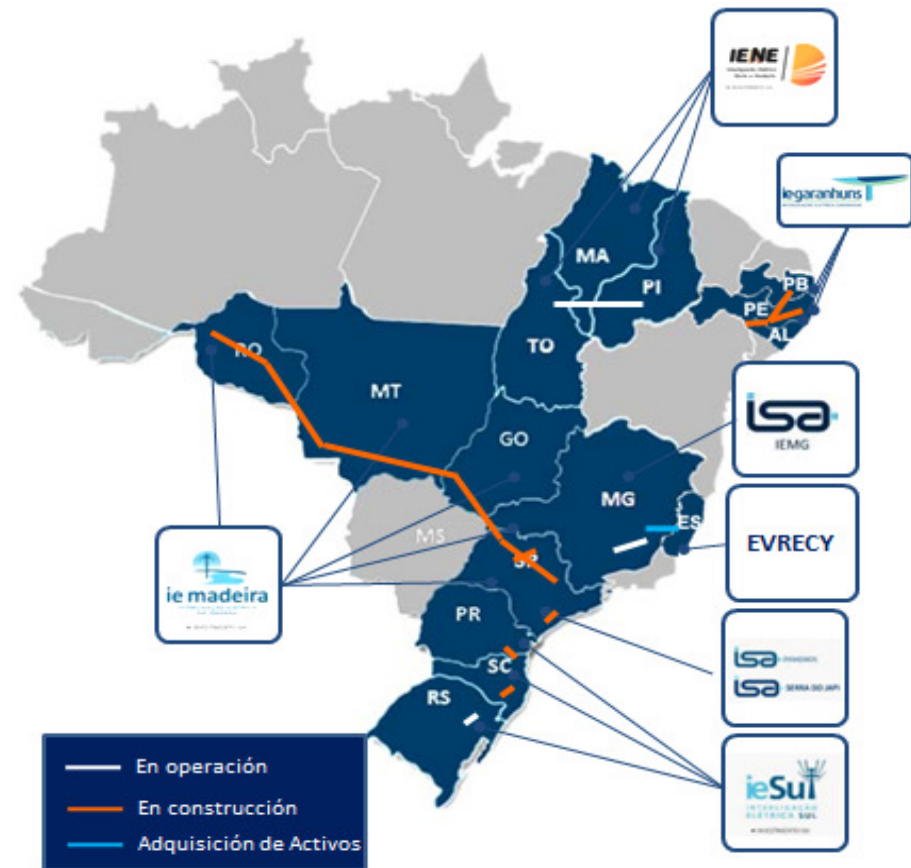 IENE
iegaranhuns
MA
PI
PB
PE
AL
TO
RO
MT
GO
MG
ES
MS
SP
PR
SC
RS
isa
IEMG
EVRECY
ie madeira
isa
isa SERRA DO JAPI
ieSul
INTERLIGAÇÃO
ELÉTRICA SUL
En operación
En construcción
Adquisición de Activos